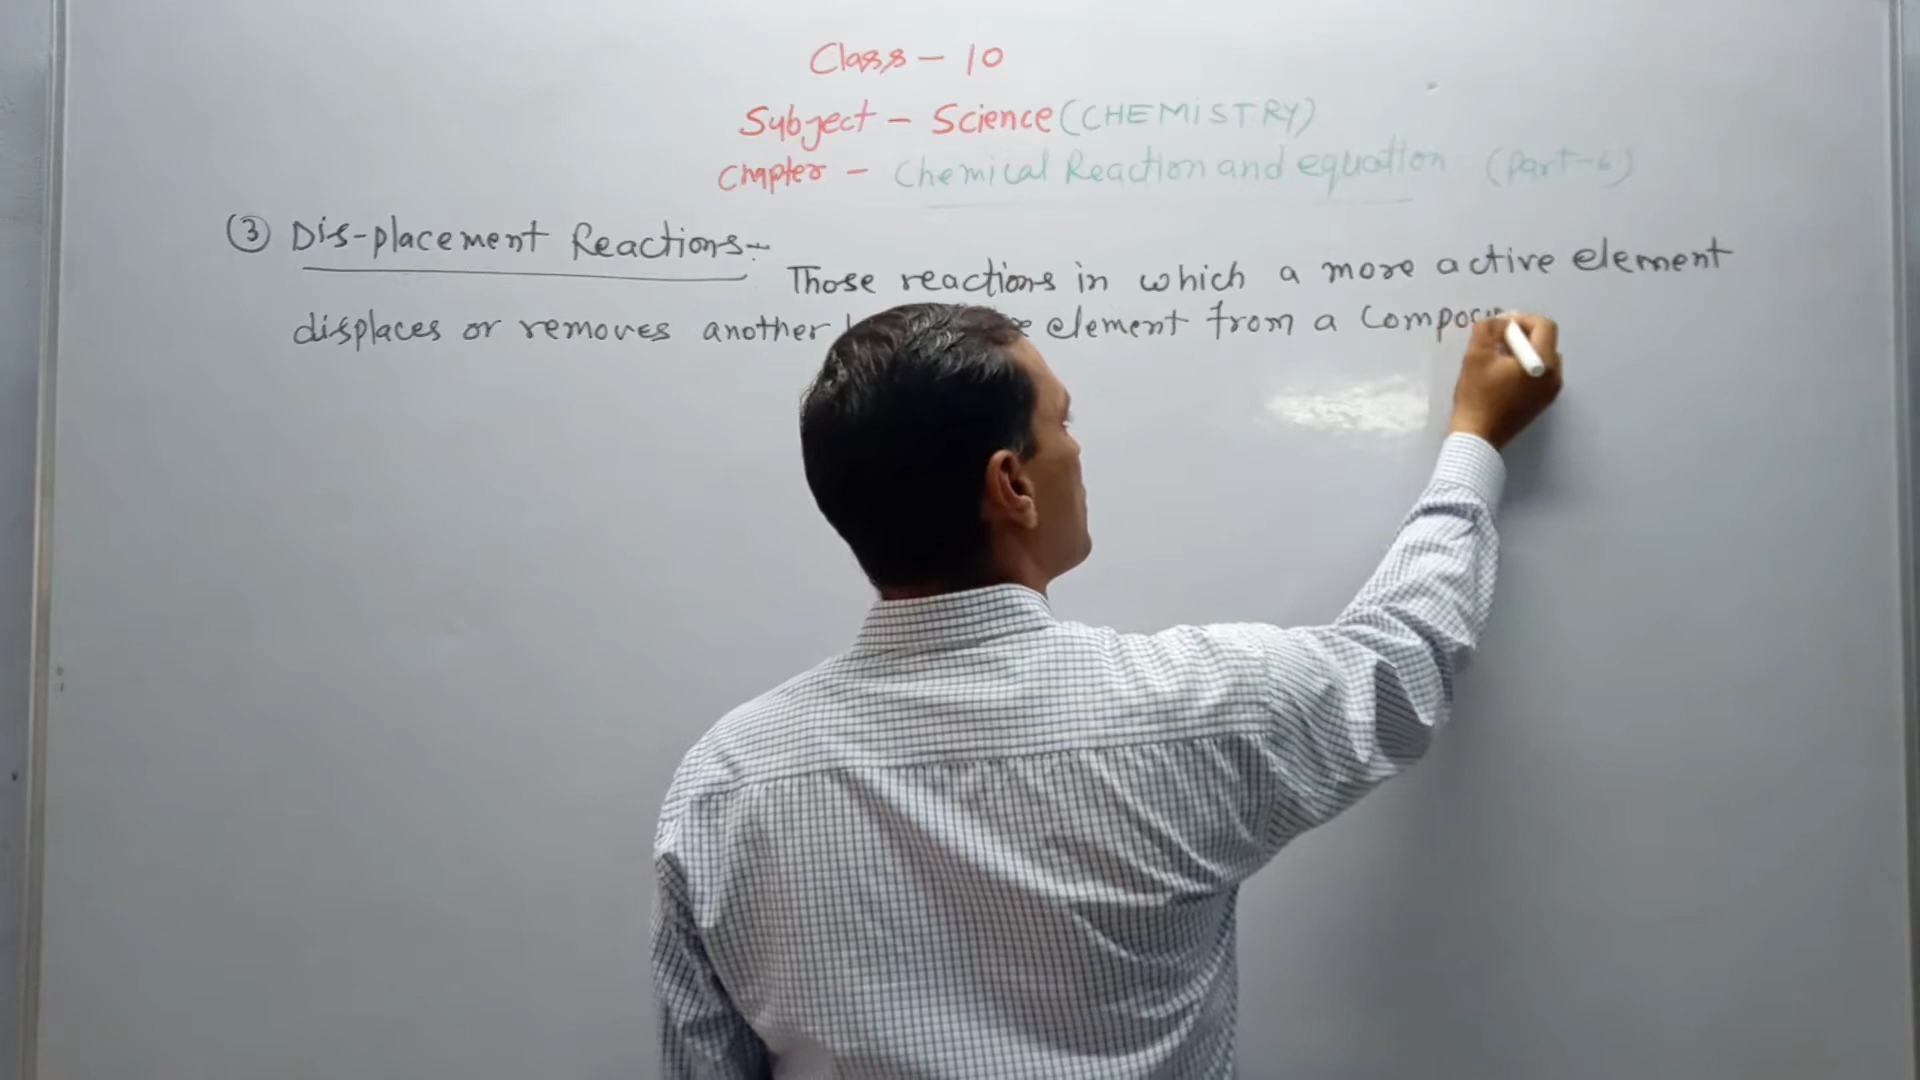 Class - 10
Subject - Science (CHEMISTRY)
Chapter - Chemical Reaction and equation (Part-6)
③ Dis-placement Reactions:-
Those reactions in which a more active element
displaces or removes another element from a